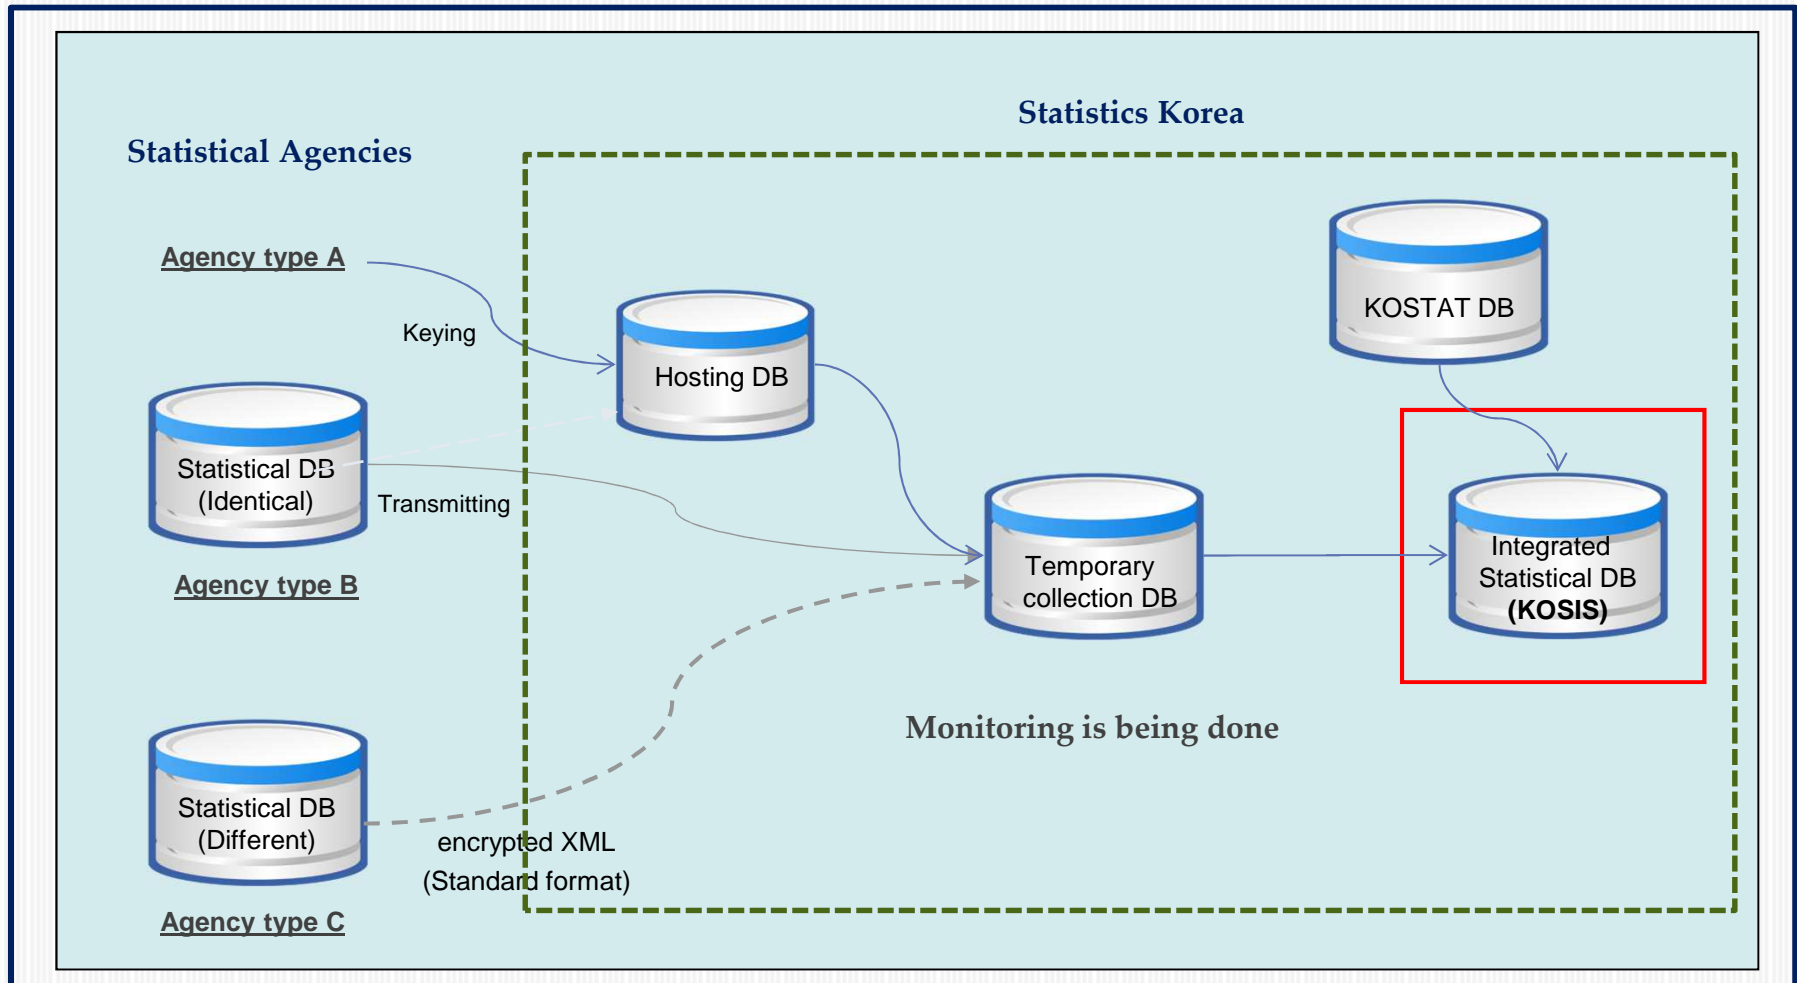 Statistics Korea
Statistical Agencies
Agency type A
Keying
Hosting DB
KOSTAT DB
Statistical DB
(Identical)
Transmitting
Agency type B
Temporary
collection DB
Integrated
Statistical DB
(KOSIS)
Monitoring is being done
Statistical DB
(Different)
encrypted XML
(Standard format)
Agency type C